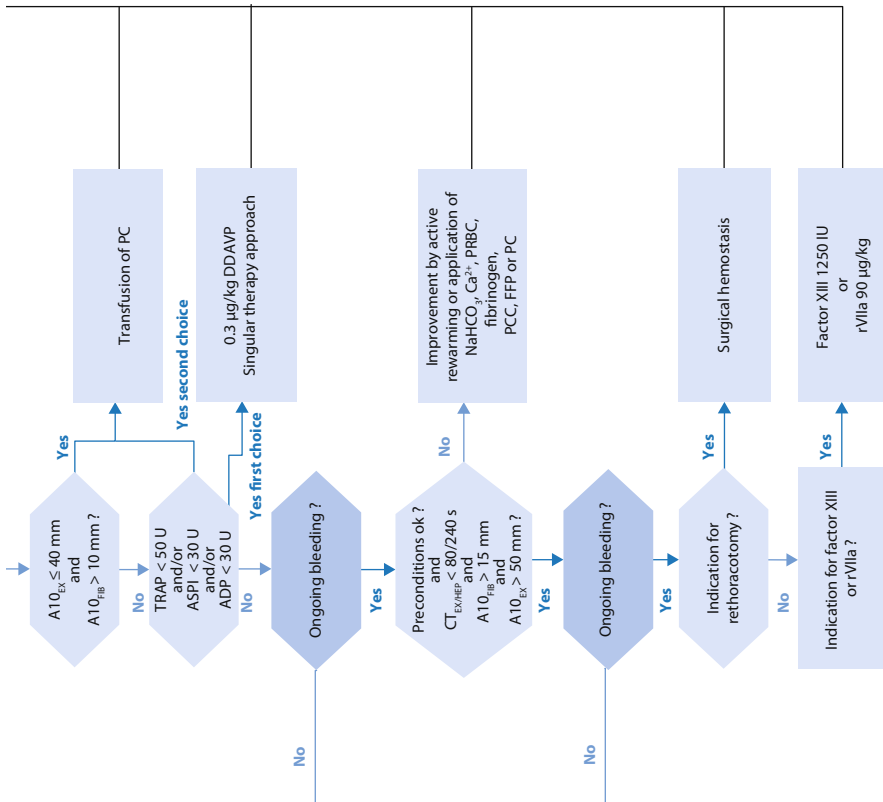 A10EX ≤ 40 mm
and
A10FIB > 10 mm ?
Yes
Transfusion of PC
No
TRAP < 50 U
and/or
ASPI < 30 U
and/or
ADP < 30 U
Yes second choice
Yes first choice
0.3 µg/kg DDAVP
Singular therapy approach
No
Ongoing bleeding ?
No
Yes
Preconditions ok ?
and
CTEX/HEP < 80/240 s
and
A10FIB > 15 mm
and
A10EX > 50 mm ?
No
Improvement by active
rewarming or application of
NaHCO3, Ca2+, PRBC,
fibrinogen,
PCC, FFP or PC
Yes
Ongoing bleeding ?
No
Yes
Indication for
rethoracotomy ?
Yes
Surgical hemostasis
No
Indication for factor XIII
or rVIIa ?
Yes
Factor XIII 1250 IU
or
rVIIa 90 µg/kg